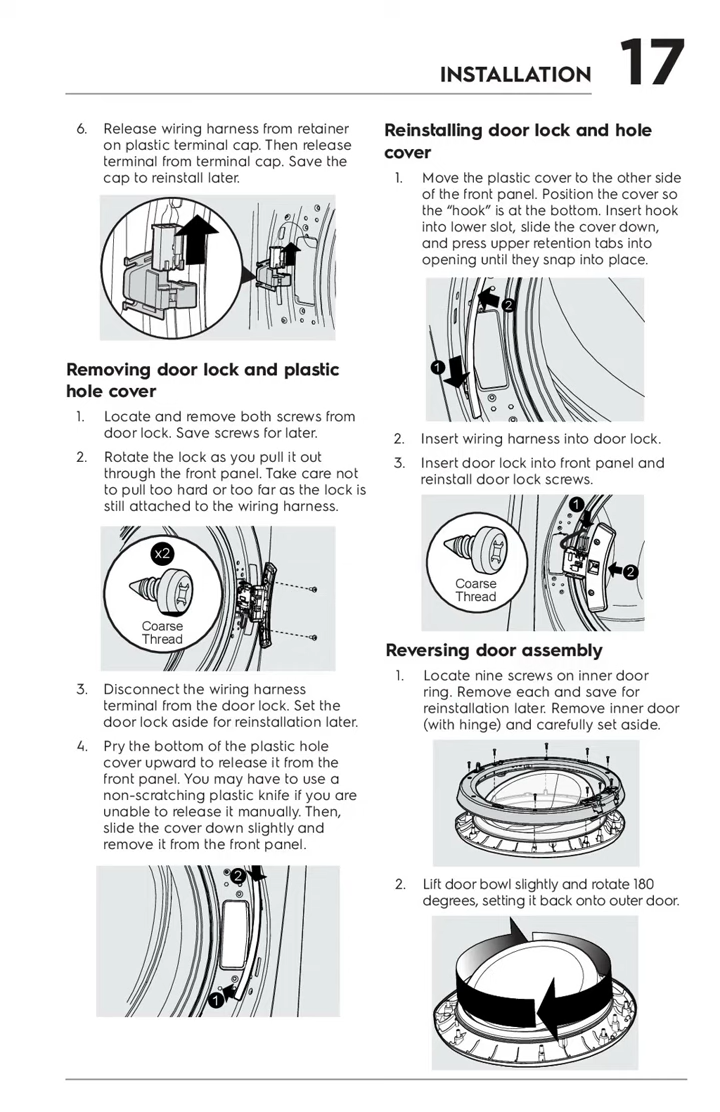 INSTALLATION 17
6. Release wiring harness from retainer
on plastic terminal cap. Then release
terminal from terminal cap. Save the
cap to reinstall later.
Removing door lock and plastic
hole cover
1. Locate and remove both screws from
door lock. Save screws for later.
2. Rotate the lock as you pull it out
through the front panel. Take care not
to pull too hard or too far as the lock is
still attached to the wiring harness.
x2
Coarse
Thread
3. Disconnect the wiring harness
terminal from the door lock. Set the
door lock aside for reinstallation later.
4. Pry the bottom of the plastic hole
cover upward to release it from the
front panel. You may have to use a
non-scratching plastic knife if you are
unable to release it manually. Then,
slide the cover down slightly and
remove it from the front panel.
2
1
Reinstalling door lock and hole
cover
1. Move the plastic cover to the other side
of the front panel. Position the cover so
the “hook” is at the bottom. Insert hook
into lower slot, slide the cover down,
and press upper retention tabs into
opening until they snap into place.
2
1
2. Insert wiring harness into door lock.
3. Insert door lock into front panel and
reinstall door lock screws.
1
2
Coarse
Thread
Reversing door assembly
1. Locate nine screws on inner door
ring. Remove each and save for
reinstallation later. Remove inner door
(with hinge) and carefully set aside.
2. Lift door bowl slightly and rotate 180
degrees, setting it back onto outer door.